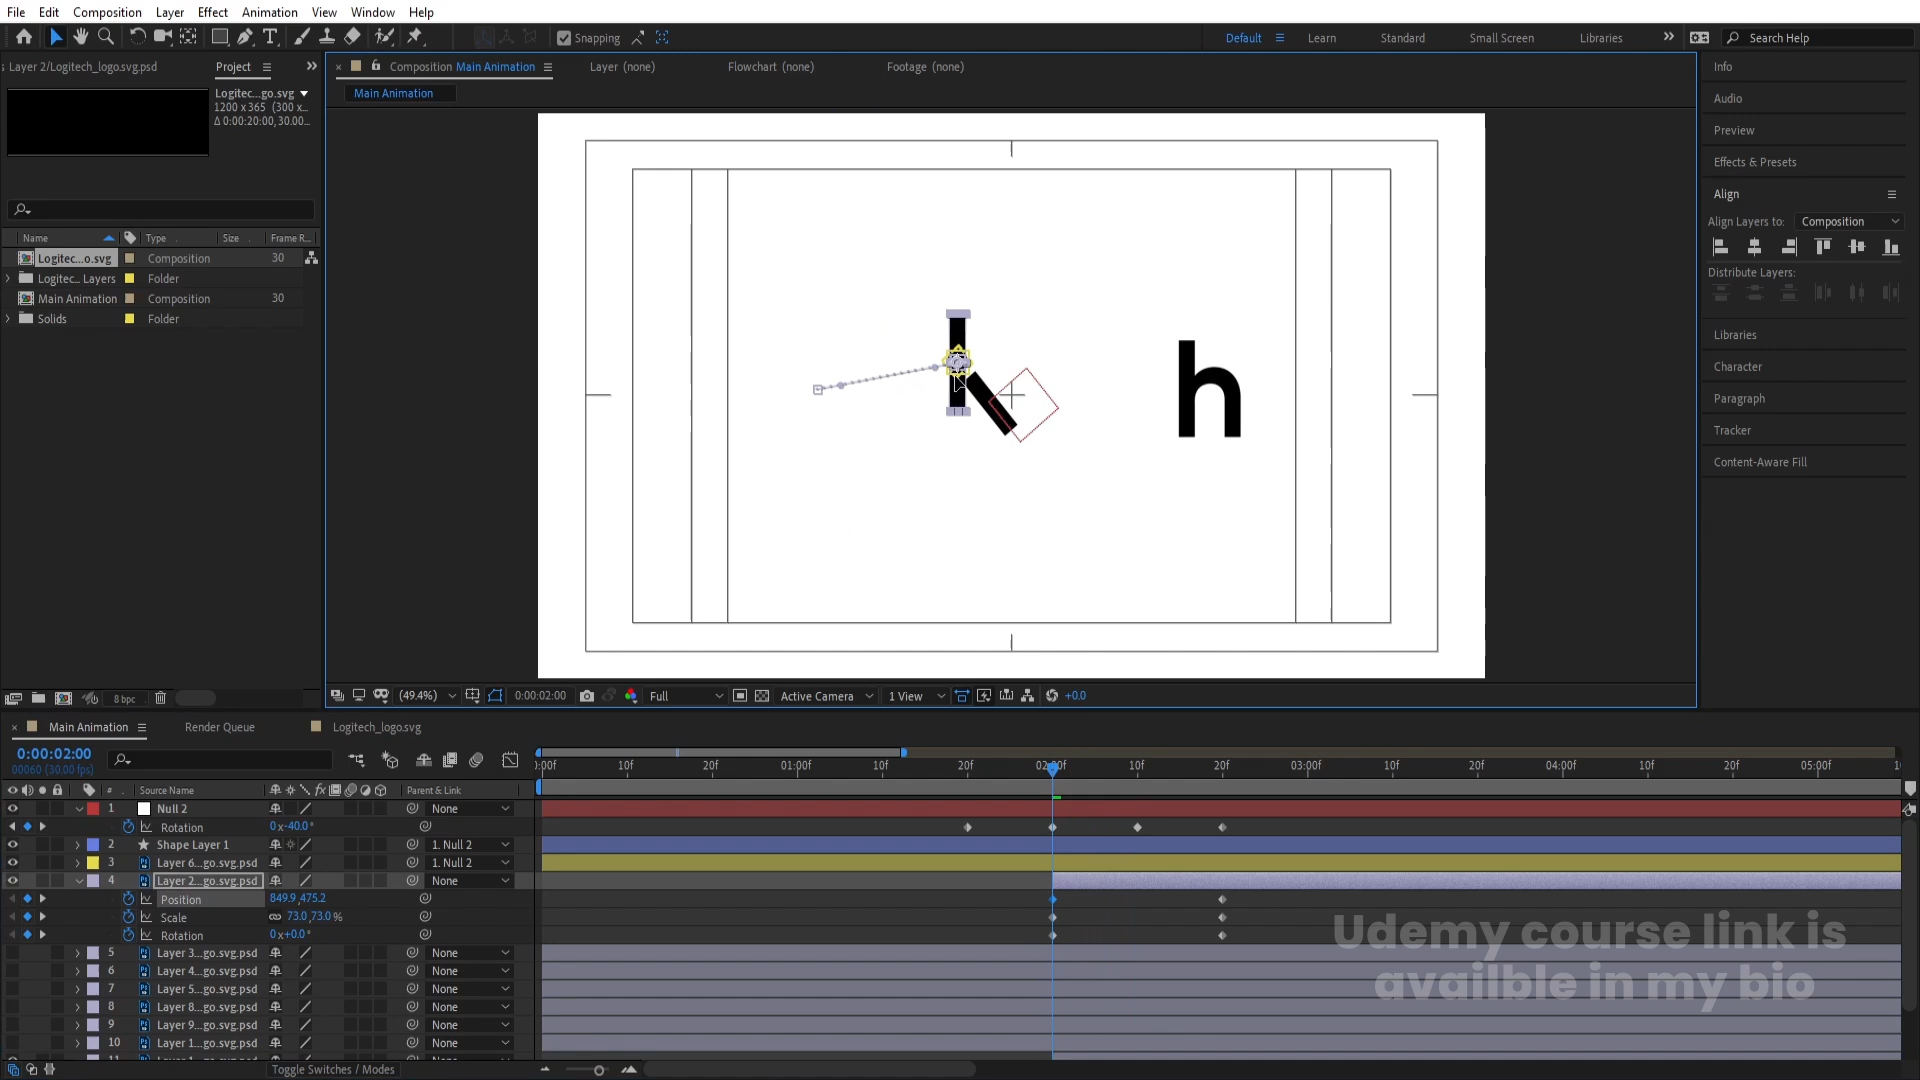 File Edit Composition Layer Effect Animation View Window Help
Snapping
Default Learn Standard Small Screen Libraries Search Help
Layer 2/Logitech_logo.svg.psd Project
Composition Main Animation Layer (none) Flowchart (none) Footage (none)
Main Animation
Logitec...go.svg
1200 x 365 (300 x...
Δ 0:00:20:00, 30.00...
Name Type Size Frame R...
Logitec...o.svg Composition 30
Logitec... Layers Folder
Main Animation Composition 30
Solids Folder
h
Info
Audio
Preview
Effects & Presets
Align
Align Layers to: Composition
Distribute Layers:
Libraries
Character
Paragraph
Tracker
Content-Aware Fill
8 bpc
(49.4%) 0:00:02:00 Full Active Camera 1 View +0.0
Main Animation Render Queue Logitech_logo.svg
0:00:02:00
00060 (30.00 fps)
:00f 10f 20f 01:00f 10f 20f 02:00f 10f 20f 03:00f 10f 20f 04:00f 10f 20f 05:00f 1
# Source Name Parent & Link
1 Null 2 None
Rotation 0x-40.0°
2 Shape Layer 1 1. Null 2
3 Layer 6...go.svg.psd 1. Null 2
4 Layer 2...go.svg.psd None
Position 849.9,475.2
Scale 73.0,73.0%
Rotation 0x+0.0°
5 Layer 3...go.svg.psd None
6 Layer 4...go.svg.psd None
7 Layer 5...go.svg.psd None
8 Layer 8...go.svg.psd None
9 Layer 9...go.svg.psd None
10 Layer 1...go.svg.psd None
Toggle Switches / Modes
Udemy course link is
availble in my bio